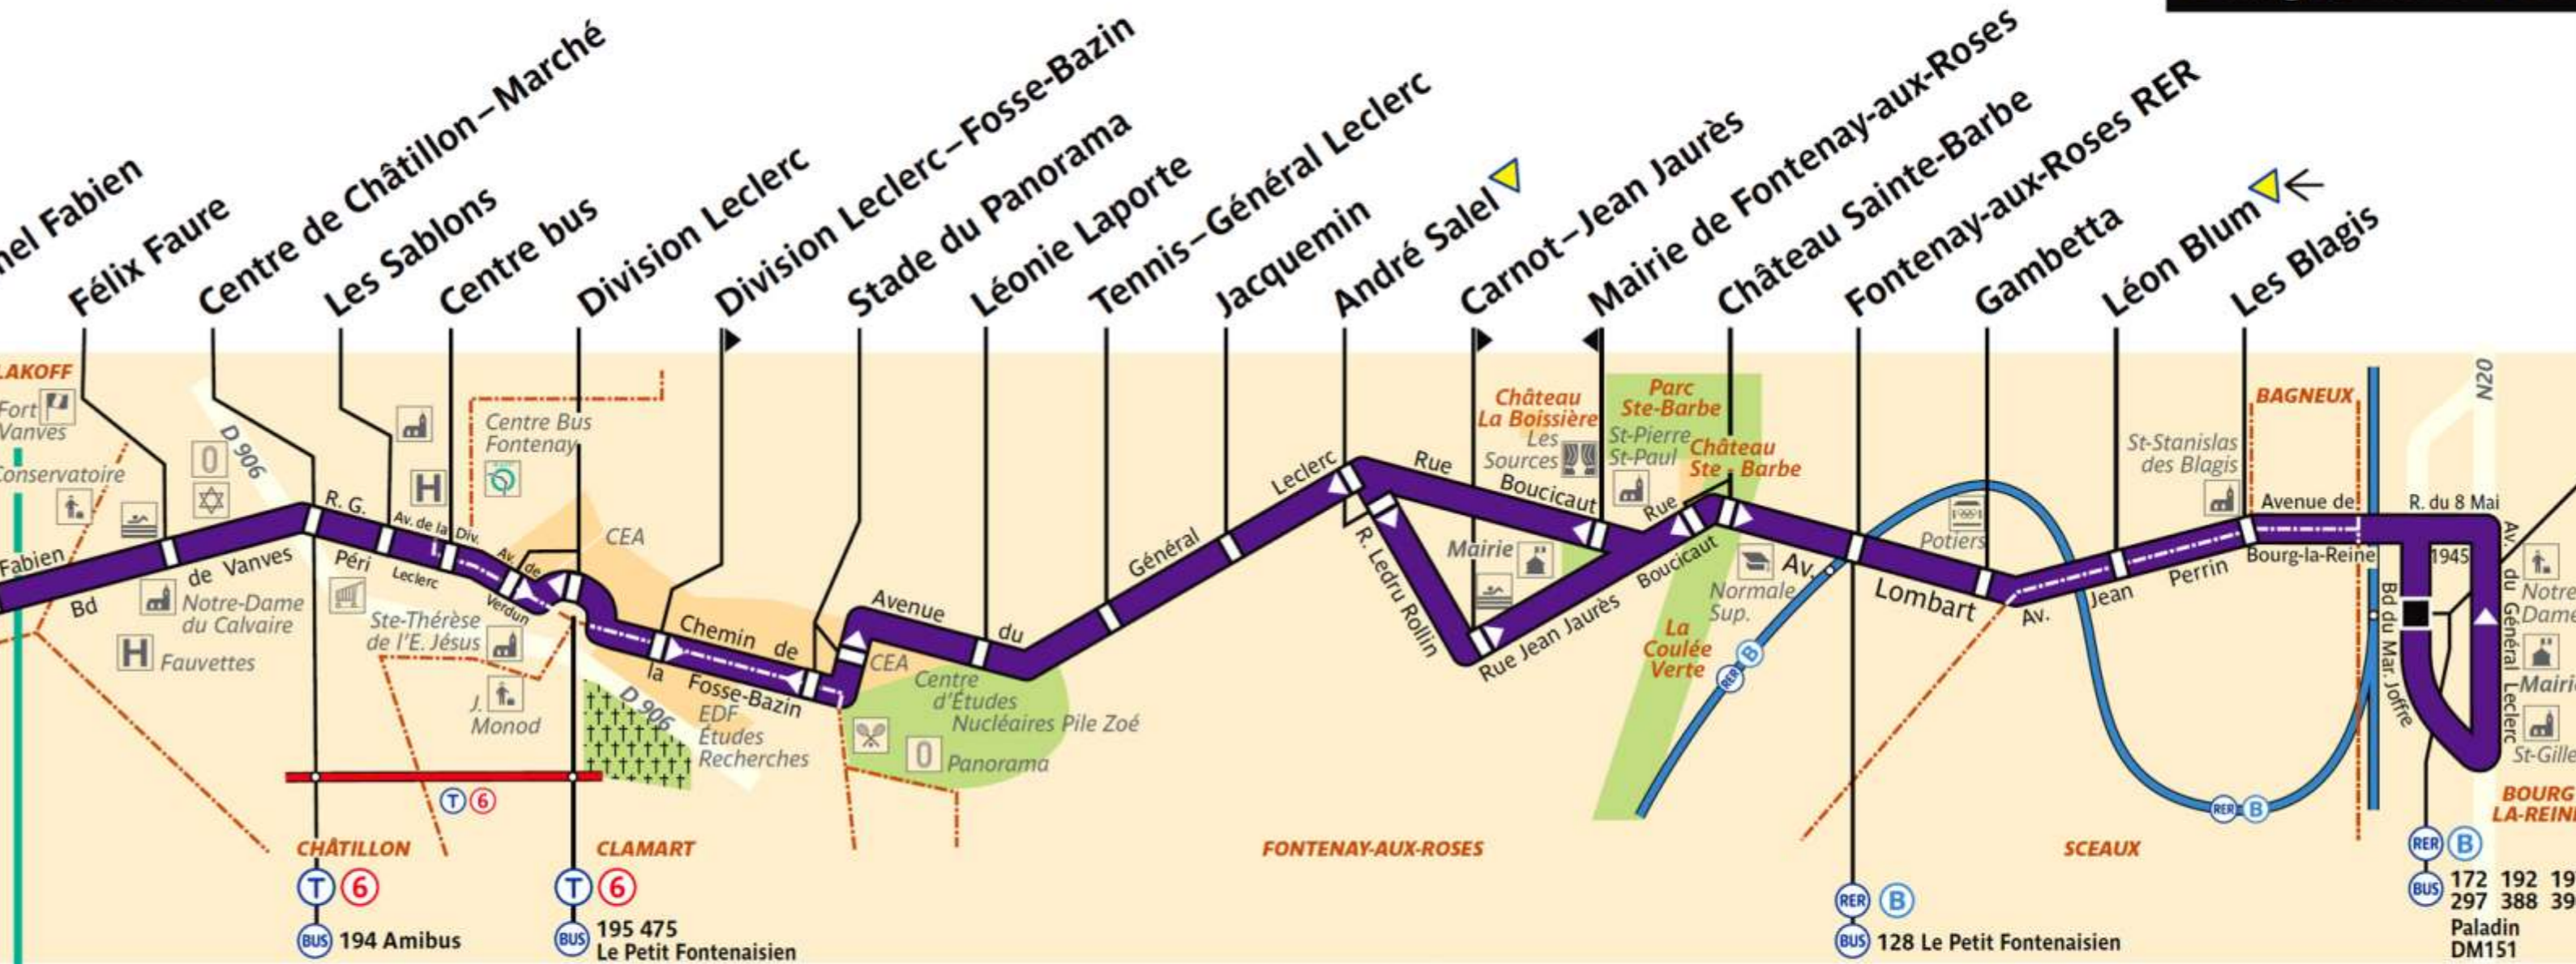 nel Fabien
Félix Faure
Centre de Châtillon–Marché
Les Sablons
Centre bus
Division Leclerc
Division Leclerc–Fosse-Bazin
Stade du Panorama
Léonie Laporte
Tennis–Général Leclerc
Jacquemin
André Salel
Carnot–Jean Jaurès
Mairie de Fontenay-aux-Roses
Château Sainte-Barbe
Fontenay-aux-Roses RER
Gambetta
Léon Blum
Les Blagis
LAKOFF
Fort
Vanves
Conservatoire
D 906
Fabien
Bd
de Vanves
Notre-Dame
du Calvaire
H Fauvettes
R. G.
Péri
H
Av. de la Div.
Leclerc
Centre Bus
Fontenay
Av. de
Verdun
Ste-Thérèse
de l'E. Jésus
J.
Monod
CEA
Chemin de
la Fosse-Bazin
D 906
EDF
Études
Recherches
CEA
Centre
d'Études
Nucléaires Pile Zoé
Panorama
Avenue
du
Général
Leclerc
Rue
Boucicaut
R. Ledru Rollin
Château
La Boissière
Les
Sources
Parc
Ste-Barbe
St-Pierre
St-Paul
Château
Ste - Barbe
Mairie
Rue
Boucicaut
Rue Jean Jaurès
La
Coulée
Verte
Normale
Sup.
RER B
Av.
Lombart
Potiers
Av.
Jean
Perrin
St-Stanislas
des Blagis
BAGNEUX
Avenue de
Bourg-la-Reine
RER B
N20
R. du 8 Mai
1945
Bd du Mar. Joffre
Av. du Général Leclerc
Notre
Dame
Mairie
St-Gille
T 6
CHÂTILLON
T 6
BUS 194 Amibus
CLAMART
T 6
BUS 195 475
Le Petit Fontenaisien
FONTENAY-AUX-ROSES
RER B
BUS 128 Le Petit Fontenaisien
SCEAUX
BOURG
LA-REINE
RER B
BUS 172 192 19
297 388 39
Paladin
DM151